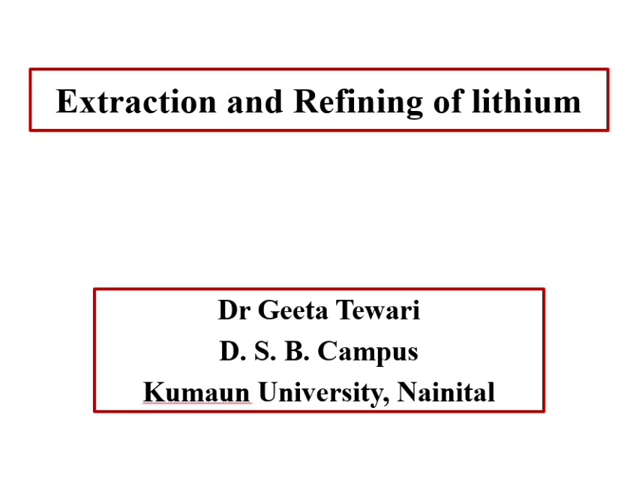 Extraction and Refining of lithium
Dr Geeta Tewari
D. S. B. Campus
Kumaun University, Nainital